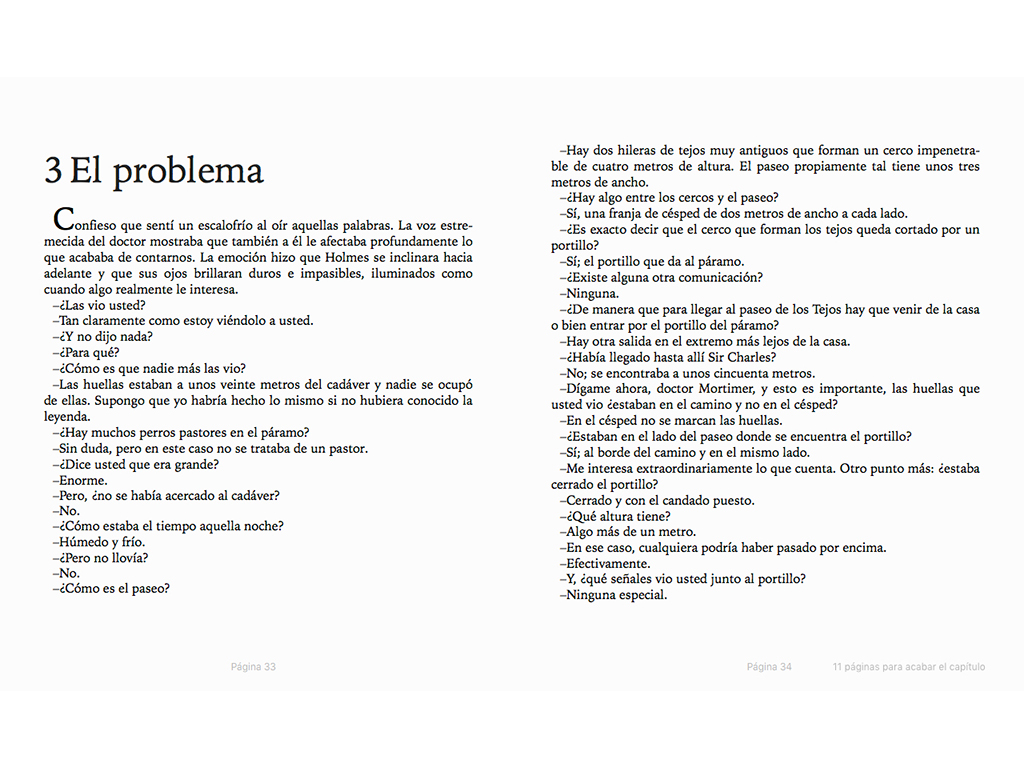 3 El problema
Confieso que sentí un escalofrío al oír aquellas palabras. La voz estre-
mecida del doctor mostraba que también a él le afectaba profundamente lo
que acababa de contarnos. La emoción hizo que Holmes se inclinara hacia
adelante y que sus ojos brillaran duros e impasibles, iluminados como
cuando algo realmente le interesa.
–¿Las vio usted?
–Tan claramente como estoy viéndolo a usted.
–¿Y no dijo nada?
–¿Para qué?
–¿Cómo es que nadie más las vio?
–Las huellas estaban a unos veinte metros del cadáver y nadie se ocupó
de ellas. Supongo que yo habría hecho lo mismo si no hubiera conocido la
leyenda.
–¿Hay muchos perros pastores en el páramo?
–Sin duda, pero en este caso no se trataba de un pastor.
–¿Dice usted que era grande?
–Enorme.
–Pero, ¿no se había acercado al cadáver?
–No.
–¿Cómo estaba el tiempo aquella noche?
–Húmedo y frío.
–¿Pero no llovía?
–No.
–¿Cómo es el paseo?
Página 33
–Hay dos hileras de tejos muy antiguos que forman un cerco impenetra-
ble de cuatro metros de altura. El paseo propiamente tal tiene unos tres
metros de ancho.
–¿Hay algo entre los cercos y el paseo?
–Sí, una franja de césped de dos metros de ancho a cada lado.
–¿Es exacto decir que el cerco que forman los tejos queda cortado por un
portillo?
–Sí; el portillo que da al páramo.
–¿Existe alguna otra comunicación?
–Ninguna.
–¿De manera que para llegar al paseo de los Tejos hay que venir de la casa
o bien entrar por el portillo del páramo?
–Hay otra salida en el extremo más lejos de la casa.
–¿Había llegado hasta allí Sir Charles?
–No; se encontraba a unos cincuenta metros.
–Dígame ahora, doctor Mortimer, y esto es importante, las huellas que
usted vio ¿estaban en el camino y no en el césped?
–En el césped no se marcan las huellas.
–¿Estaban en el lado del paseo donde se encuentra el portillo?
–Sí; al borde del camino y en el mismo lado.
–Me interesa extraordinariamente lo que cuenta. Otro punto más: ¿estaba
cerrado el portillo?
–Cerrado y con el candado puesto.
–¿Qué altura tiene?
–Algo más de un metro.
–En ese caso, cualquiera podría haber pasado por encima.
–Efectivamente.
–Y, ¿qué señales vio usted junto al portillo?
–Ninguna especial.
Página 34
11 páginas para acabar el capítulo